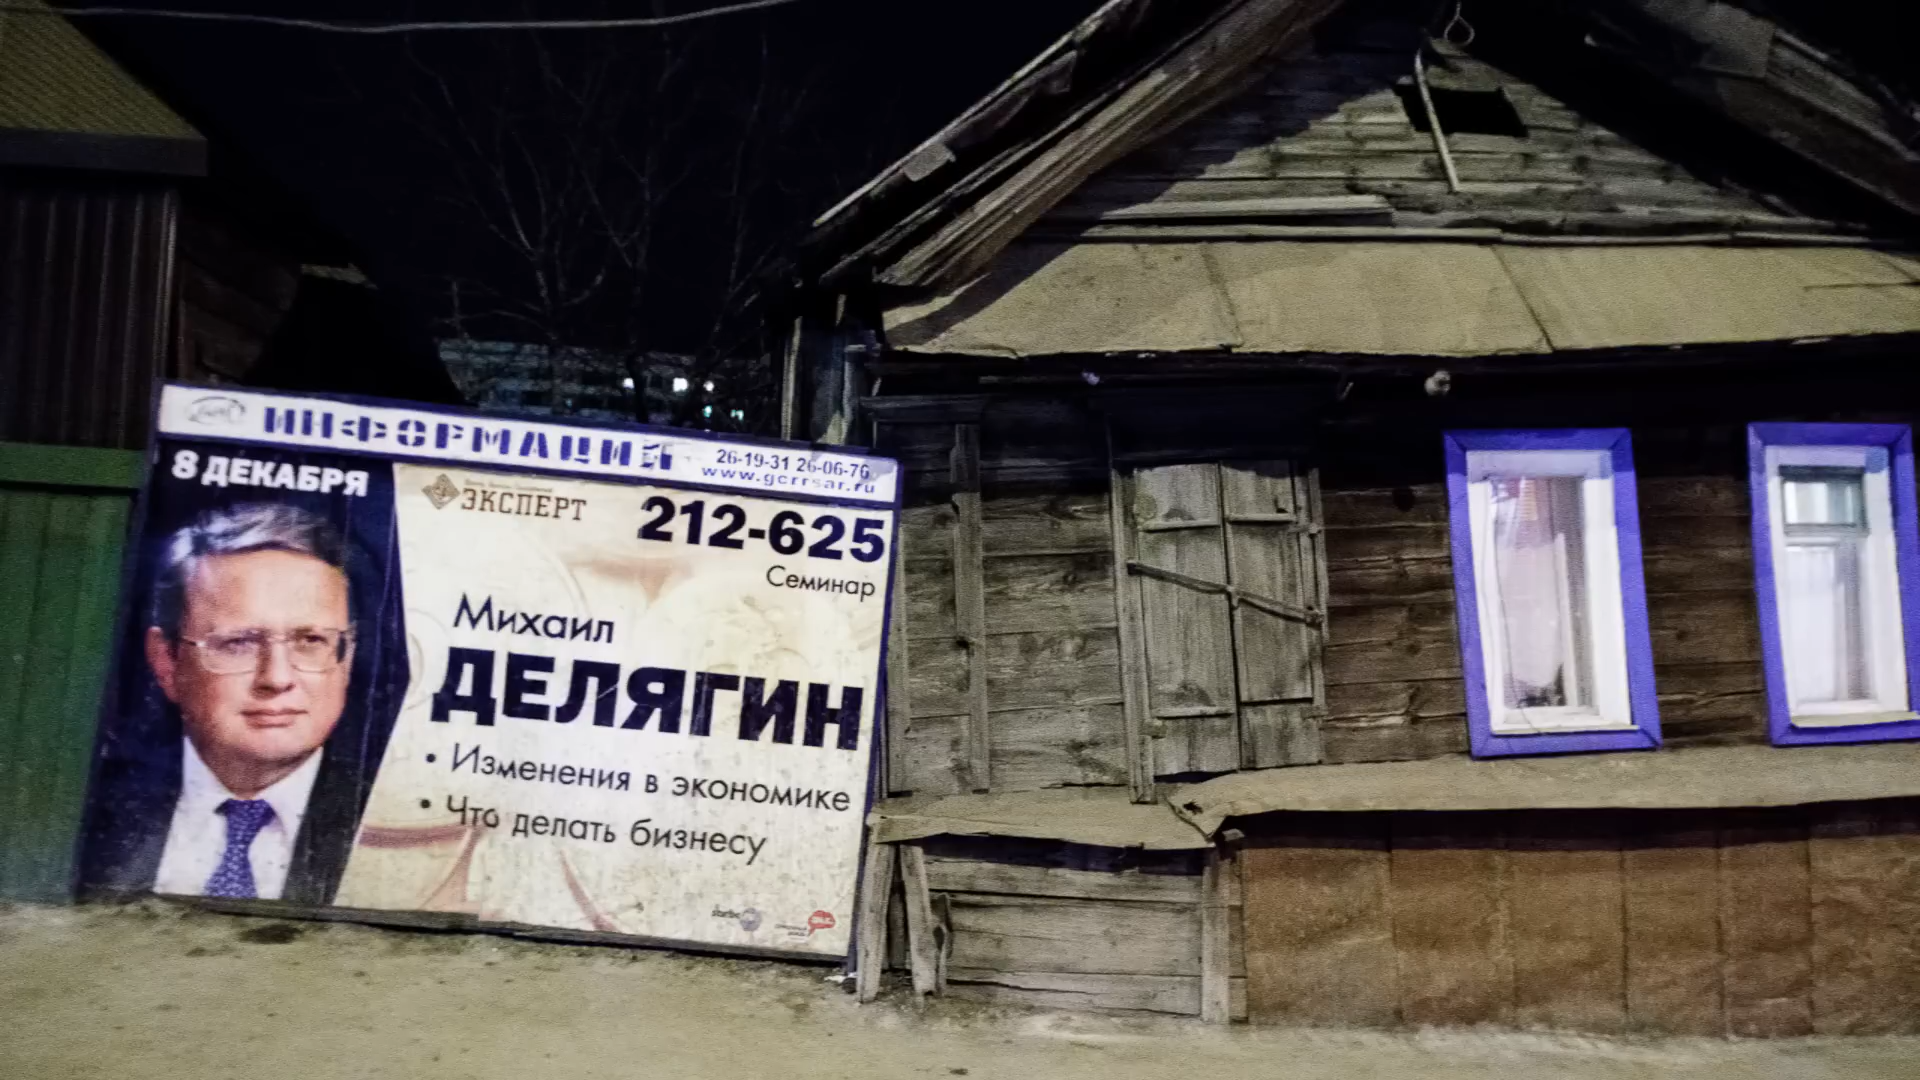 ИНФОРМАЦИЯ
26-19-31 26-06-76
www.gcrrsar.ru
8 ДЕКАБРЯ
ЭКСПЕРТ
212-625
Семинар
Михаил
ДЕЛЯГИН
• Изменения в экономике
• Что делать бизнесу